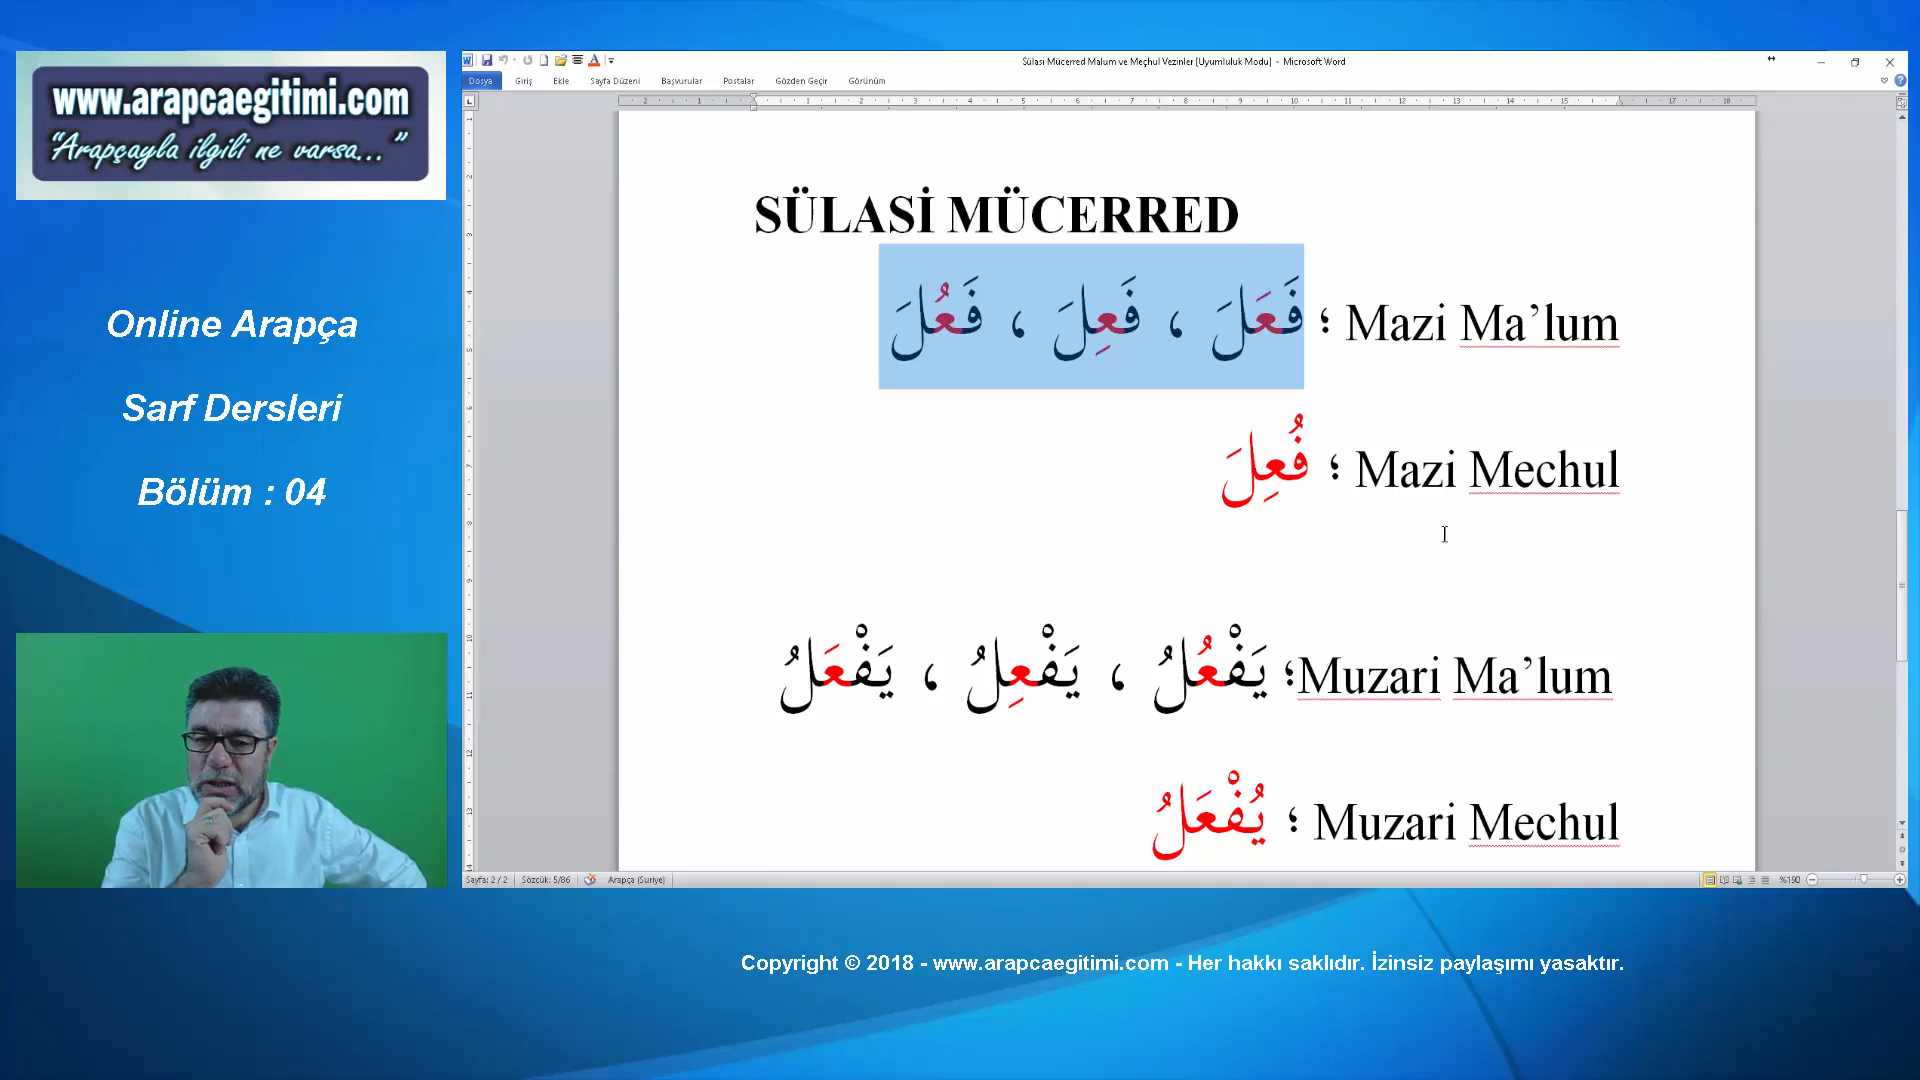 www.arapcaegitimi.com
“Arapçayla ilgili ne varsa...”
Online Arapça
Sarf Dersleri
Bölüm : 04
Sülasi Mücerred Malum ve Meçhul Vezinler [Uyumluluk Modu] - Microsoft Word
Dosya Giriş Ekle Sayfa Düzeni Başvurular Postalar Gözden Geçir Görünüm
SÜLASİ MÜCERRED
Mazi Ma’lum ؛ فَعَلَ ، فَعِلَ ، فَعُلَ
Mazi Mechul ؛ فُعِلَ
Muzari Ma’lum ؛ يَفْعُلُ ، يَفْعِلُ ، يَفْعَلُ
Muzari Mechul ؛ يُفْعَلُ
Sayfa: 2 / 2 Sözcük: 5/86 Arapça (Suriye) %190
Copyright © 2018 - www.arapcaegitimi.com - Her hakkı saklıdır. İzinsiz paylaşımı yasaktır.